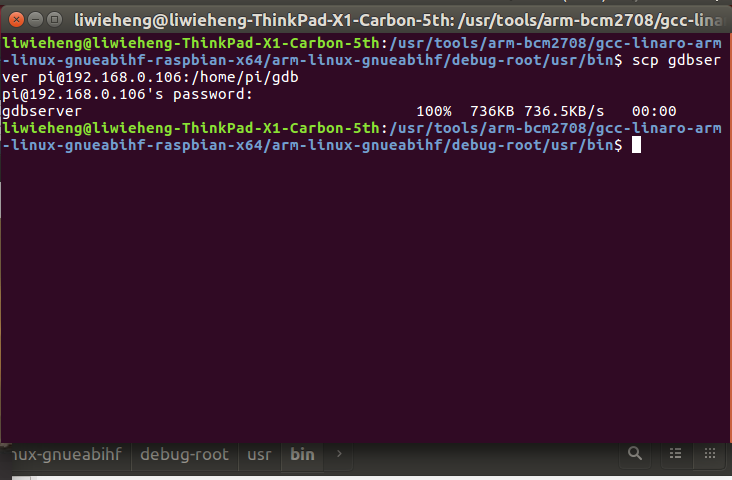 liwieheng@liwieheng-ThinkPad-X1-Carbon-5th: /usr/tools/arm-bcm2708/gcc-lina
liwieheng@liwieheng-ThinkPad-X1-Carbon-5th:/usr/tools/arm-bcm2708/gcc-linaro-arm
-linux-gnueabihf-raspbian-x64/arm-linux-gnueabihf/debug-root/usr/bin$ scp gdbser
ver pi@192.168.0.106:/home/pi/gdb
pi@192.168.0.106's password:
gdbserver 100% 736KB 736.5KB/s 00:00
liwieheng@liwieheng-ThinkPad-X1-Carbon-5th:/usr/tools/arm-bcm2708/gcc-linaro-arm
-linux-gnueabihf-raspbian-x64/arm-linux-gnueabihf/debug-root/usr/bin$
nux-gnueabihf debug-root usr bin